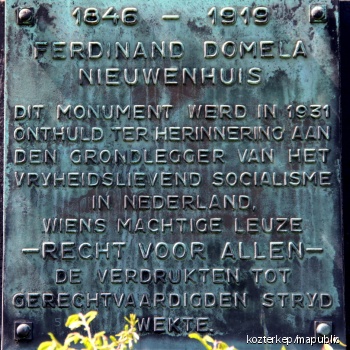 1846 – 1919
FERDINAND DOMELA
NIEUWENHUIS
DIT MONUMENT WERD IN 1931
ONTHULD TER HERINNERING AAN
DEN GRONDLEGGER VAN HET
VRYHEIDSLIEVEND SOCIALISME
IN NEDERLAND,
WIENS MACHTIGE LEUZE
—RECHT VOOR ALLEN—
DE VERDRUKTEN TOT
GERECHTVAARDIGDEN STRYD
WEKTE.
kozterkep/mapublic